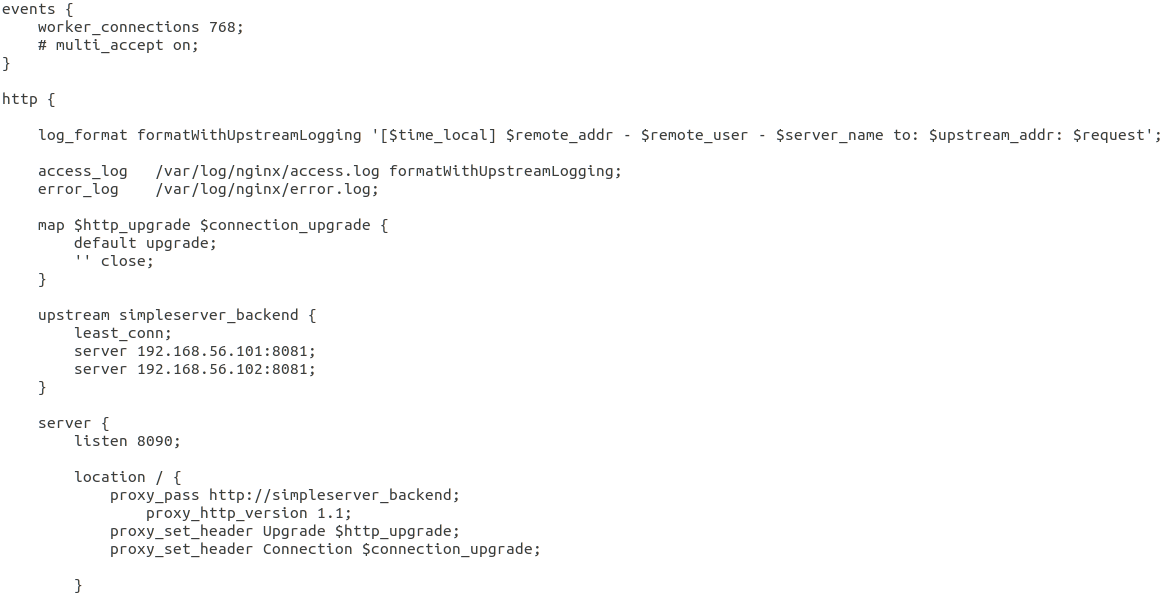 events {
    worker_connections 768;
    # multi_accept on;
}

http {

    log_format formatWithUpstreamLogging '[$time_local] $remote_addr - $remote_user - $server_name to: $upstream_addr: $request';

    access_log   /var/log/nginx/access.log formatWithUpstreamLogging;
    error_log    /var/log/nginx/error.log;

    map $http_upgrade $connection_upgrade {
        default upgrade;
        '' close;
    }

    upstream simpleserver_backend {
        least_conn;
        server 192.168.56.101:8081;
        server 192.168.56.102:8081;
    }

    server {
        listen 8090;

        location / {
            proxy_pass http://simpleserver_backend;
                proxy_http_version 1.1;
            proxy_set_header Upgrade $http_upgrade;
            proxy_set_header Connection $connection_upgrade;

        }